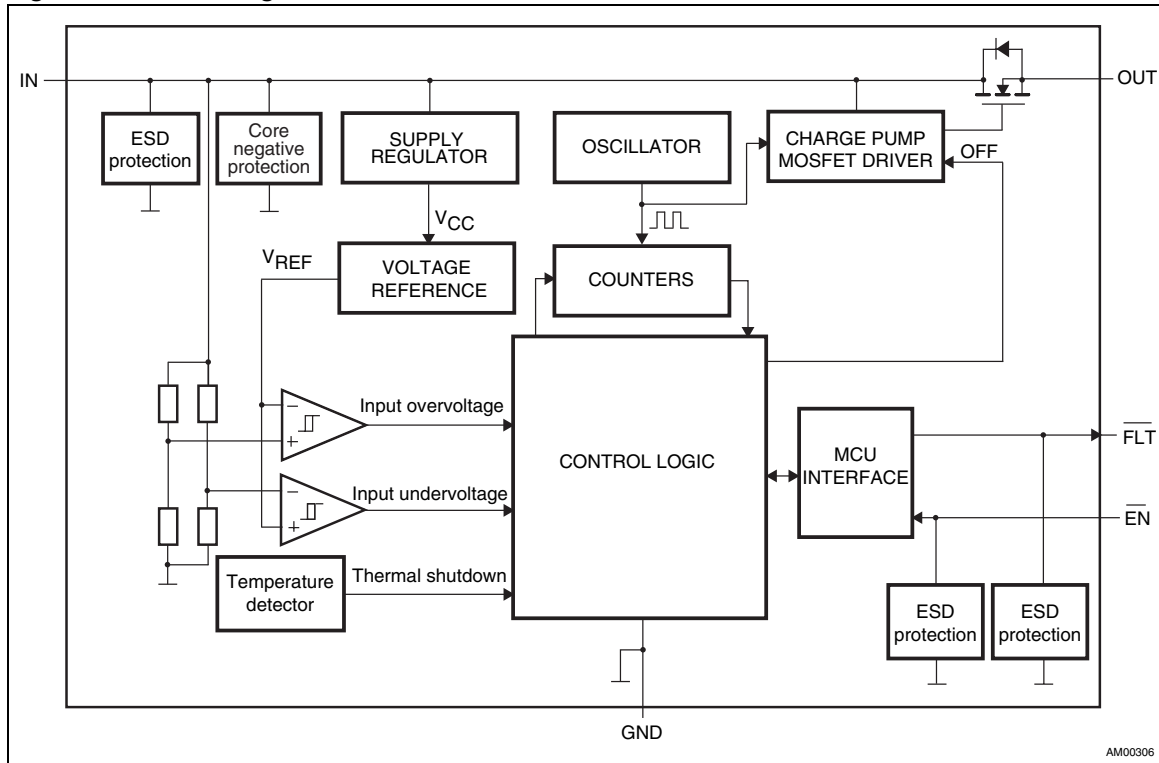 IN
OUT
ESD
protection
Core
negative
protection
SUPPLY
REGULATOR
OSCILLATOR
CHARGE PUMP
MOSFET DRIVER
OFF
VCC
VREF
VOLTAGE
REFERENCE
COUNTERS
−
+
Input overvoltage
−
+
Input undervoltage
Temperature
detector
Thermal shutdown
CONTROL LOGIC
MCU
INTERFACE
FLT
EN
ESD
protection
ESD
protection
GND
AM00306